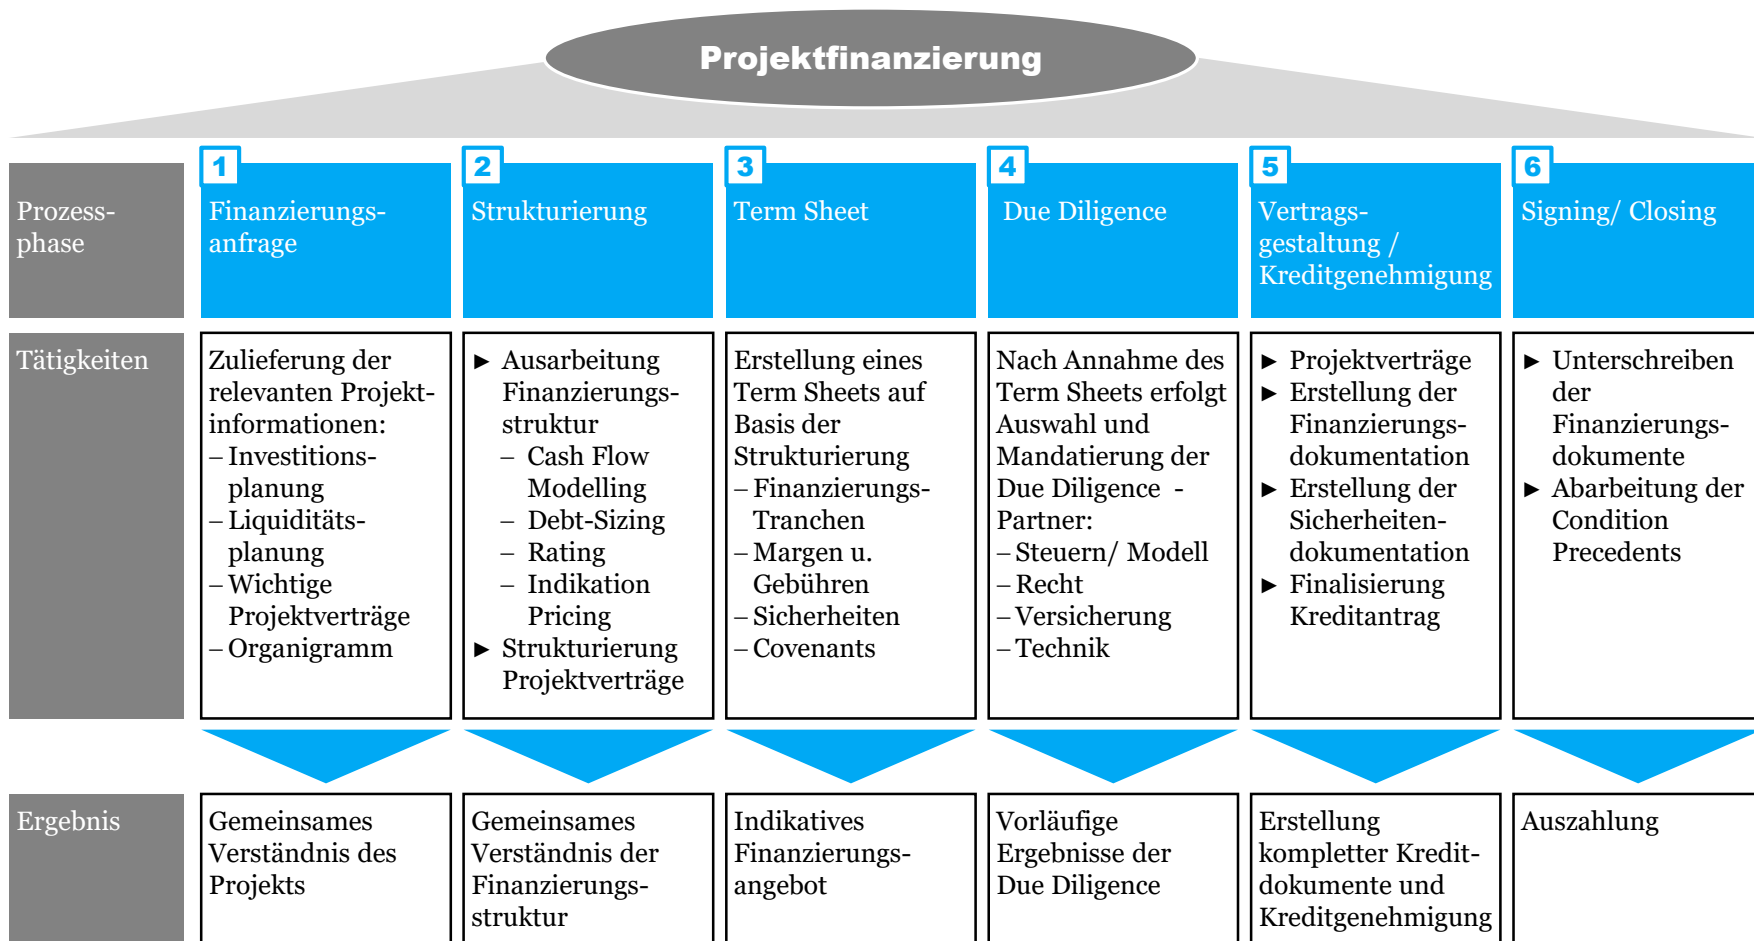 Projektfinanzierung
Prozess-
phase
1
Finanzierungs-
anfrage
2
Strukturierung
3
Term Sheet
4
Due Diligence
5
Vertrags-
gestaltung /
Kreditgenehmigung
6
Signing/ Closing
Tätigkeiten
Zulieferung der
relevanten Projekt-
informationen:
– Investitions-
planung
– Liquiditäts-
planung
– Wichtige
Projektverträge
– Organigramm
► Ausarbeitung
Finanzierungs-
struktur
– Cash Flow
Modelling
– Debt-Sizing
– Rating
– Indikation
Pricing
► Strukturierung
Projektverträge
Erstellung eines
Term Sheets auf
Basis der
Strukturierung
– Finanzierungs-
Tranchen
– Margen u.
Gebühren
– Sicherheiten
– Covenants
Nach Annahme des
Term Sheets erfolgt
Auswahl und
Mandatierung der
Due Diligence -
Partner:
– Steuern/ Modell
– Recht
– Versicherung
– Technik
► Projektverträge
► Erstellung der
Finanzierungs-
dokumentation
► Erstellung der
Sicherheiten-
dokumentation
► Finalisierung
Kreditantrag
► Unterschreiben
der
Finanzierungs-
dokumente
► Abarbeitung der
Condition
Precedents
Ergebnis
Gemeinsames
Verständnis des
Projekts
Gemeinsames
Verständnis der
Finanzierungs-
struktur
Indikatives
Finanzierungs-
angebot
Vorläufige
Ergebnisse der
Due Diligence
Erstellung
kompletter Kredit-
dokumente und
Kreditgenehmigung
Auszahlung